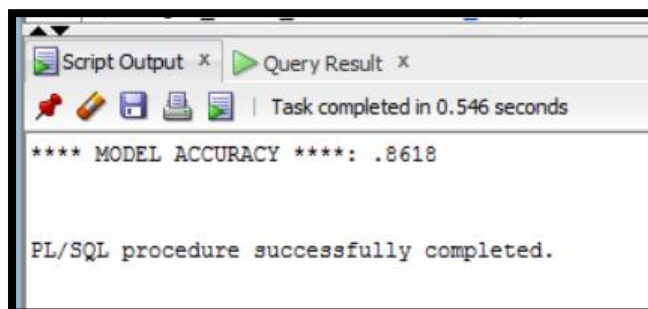 Script Output x Query Result x
Task completed in 0.546 seconds
**** MODEL ACCURACY ****: .8618
PL/SQL procedure successfully completed.